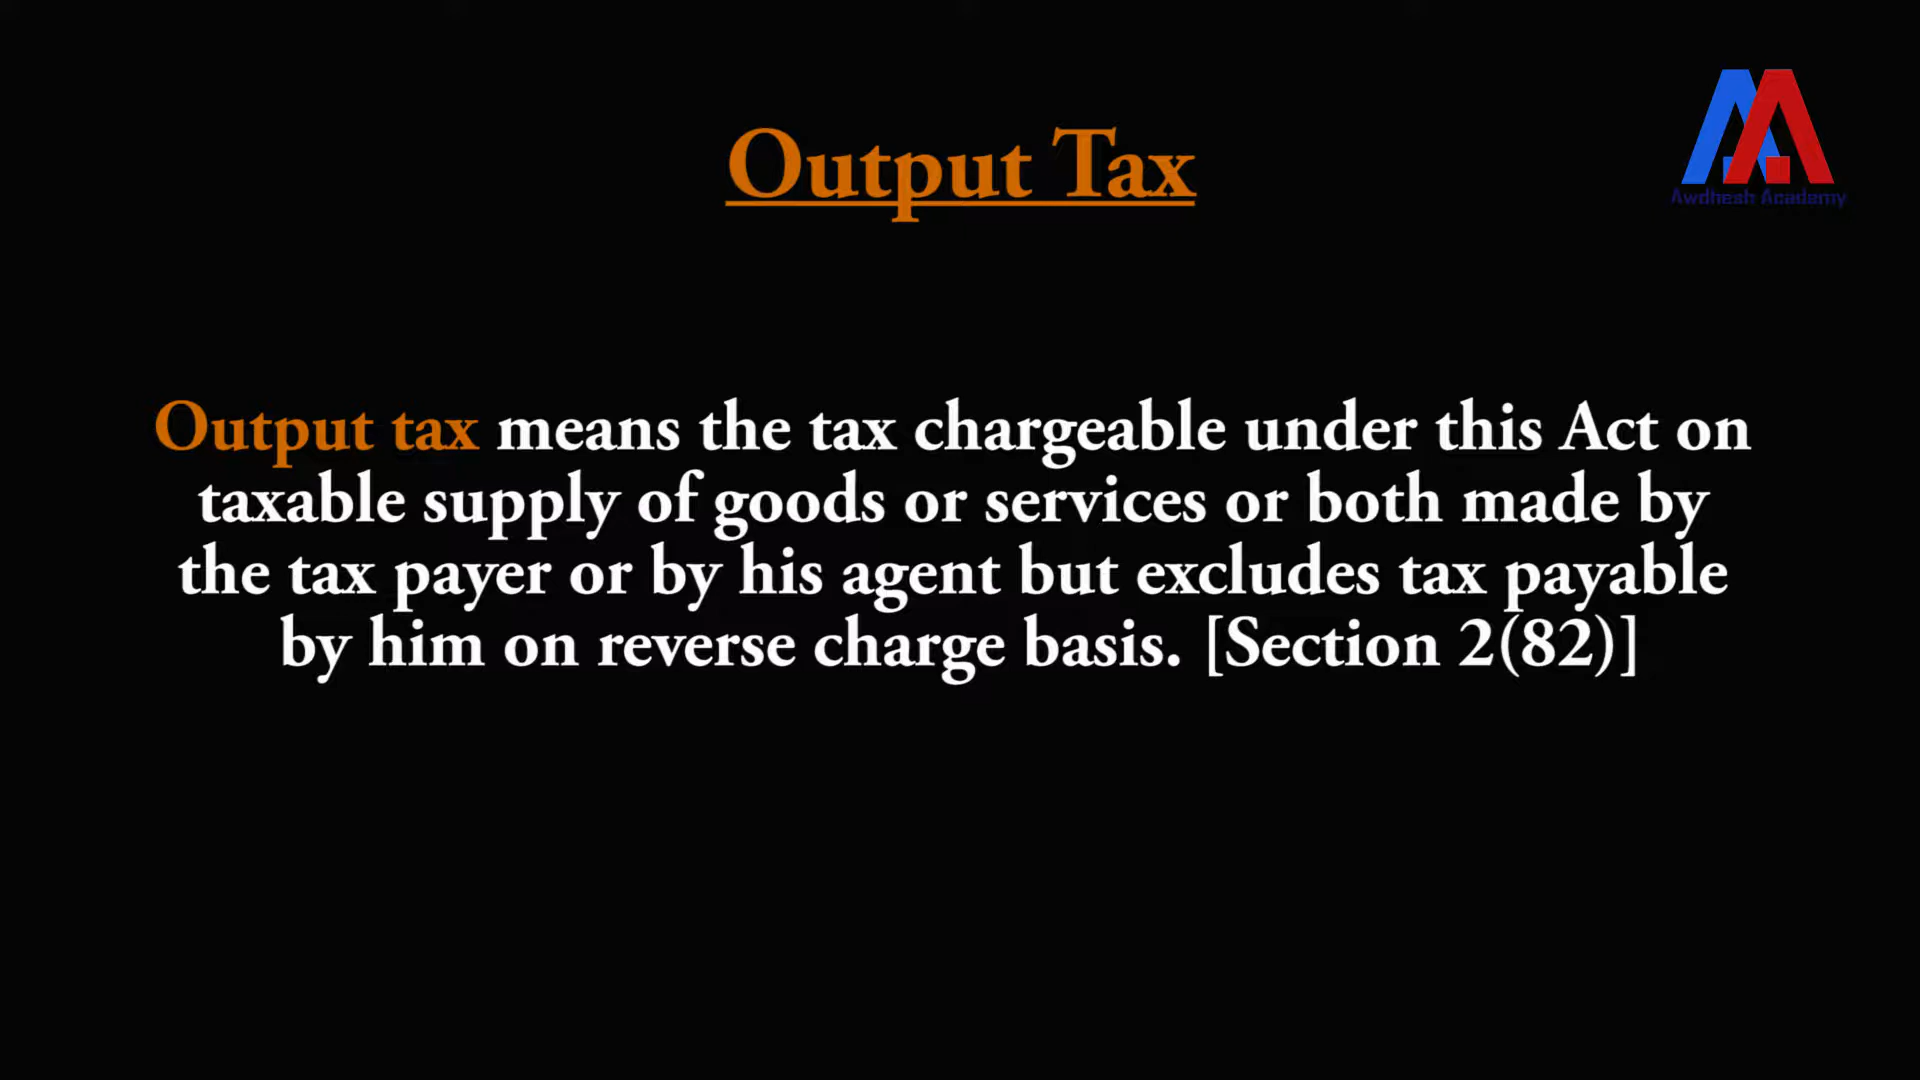 Output Tax
Awdhesh Academy
Output tax means the tax chargeable under this Act on
taxable supply of goods or services or both made by
the tax payer or by his agent but excludes tax payable
by him on reverse charge basis. [Section 2(82)]